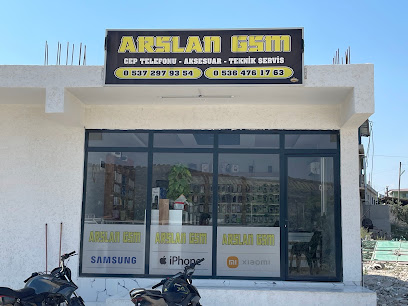 ARSLAN GSM
CEP TELEFONU - AKSESUAR - TEKNİK SERVİS
0 537 297 93 54 0 536 476 17 63
ARSLAN GSM ARSLAN GSM ARSLAN GSM
SAMSUNG iPhone xiaomi